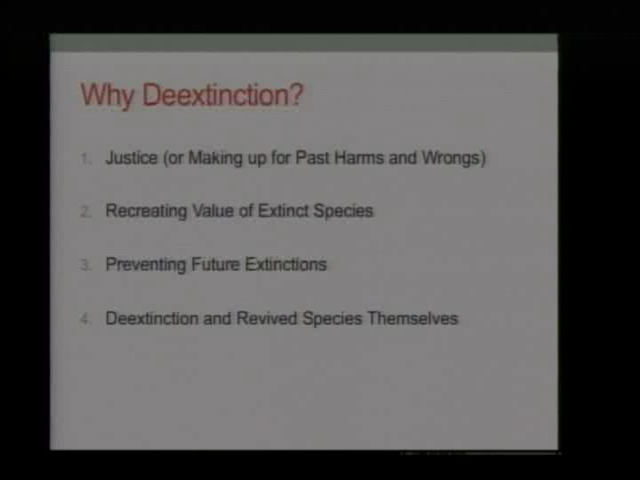 Why Deextinction?
1. Justice (or Making up for Past Harms and Wrongs)
2. Recreating Value of Extinct Species
3. Preventing Future Extinctions
4. Deextinction and Revived Species Themselves